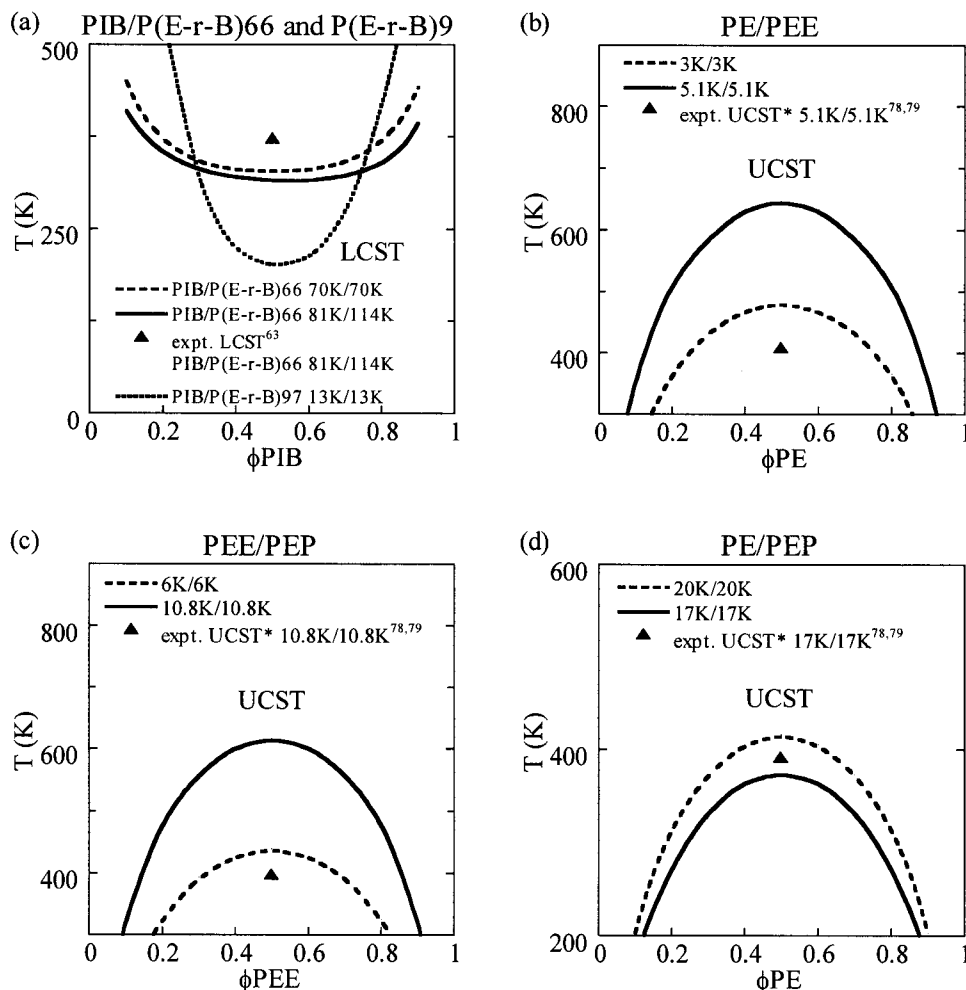 (a)
PIB/P(E-r-B)66 and P(E-r-B)9
500
250
0
T (K)
LCST
PIB/P(E-r-B)66 70K/70K
PIB/P(E-r-B)66 81K/114K
expt. LCST63
PIB/P(E-r-B)66 81K/114K
PIB/P(E-r-B)97 13K/13K
0 0.2 0.4 0.6 0.8 1
ϕPIB
(b)
PE/PEE
3K/3K
5.1K/5.1K
expt. UCST* 5.1K/5.1K78,79
UCST
800
600
400
T (K)
0 0.2 0.4 0.6 0.8 1
ϕPE
(c)
PEE/PEP
6K/6K
10.8K/10.8K
expt. UCST* 10.8K/10.8K78,79
UCST
800
600
400
T (K)
0 0.2 0.4 0.6 0.8 1
ϕPEE
(d)
PE/PEP
600
400
200
T (K)
20K/20K
17K/17K
expt. UCST* 17K/17K78,79
UCST
0 0.2 0.4 0.6 0.8 1
ϕPE